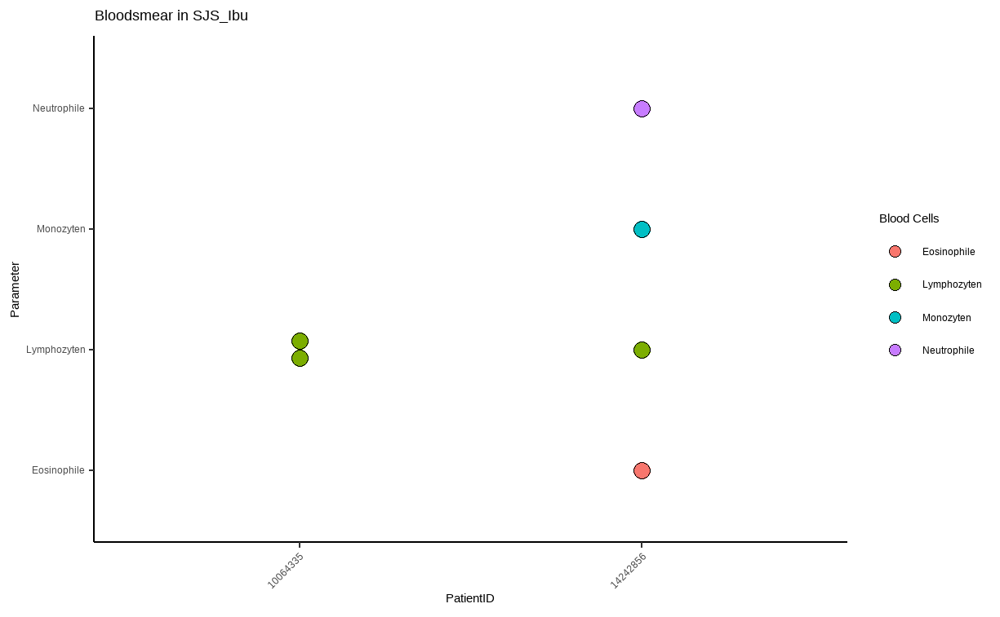 Bloodsmear in SJS_Ibu
Neutrophile
Monozyten
Lymphozyten
Eosinophile
Parameter
10064335
14242856
PatientID
Blood Cells
Eosinophile
Lymphozyten
Monozyten
Neutrophile